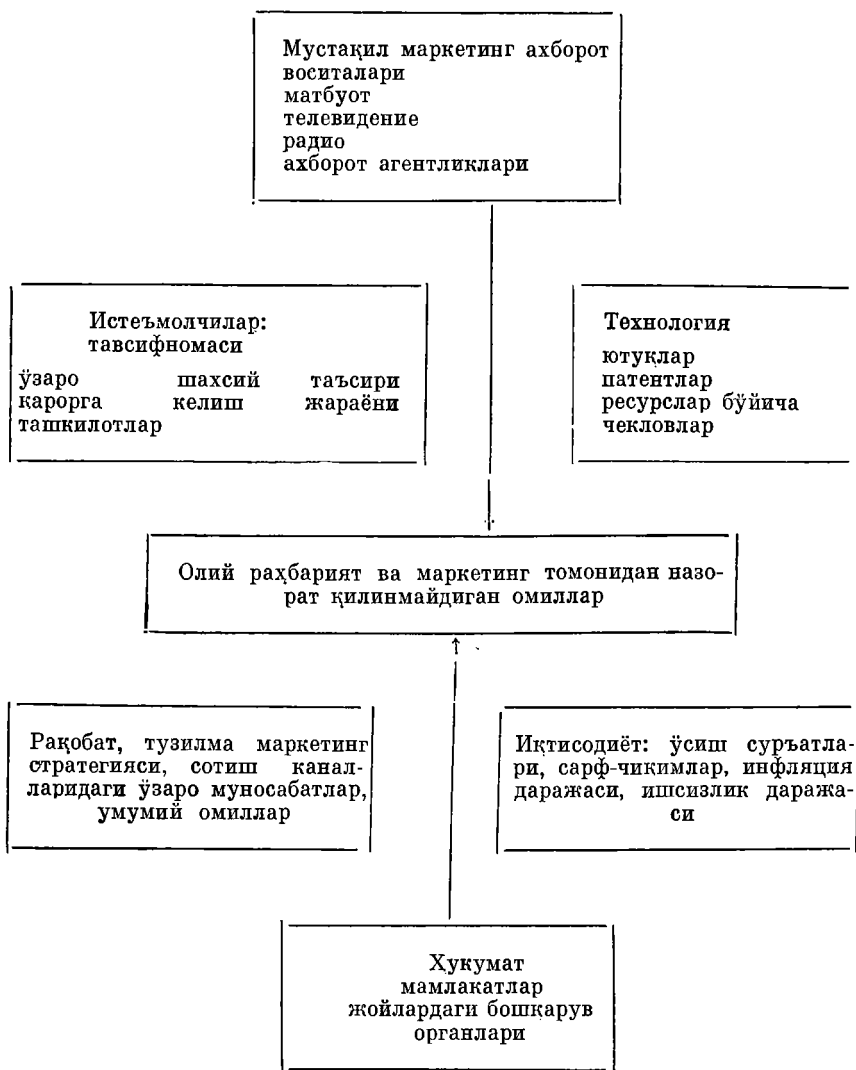 Мустақил маркетинг ахборот
воситалари
матбуот
телевидение
радио
ахборот агентликлари
Истеъмолчилар:
тавсифномаси
ўзаро шахсий таъсири
қарорга келиш жараёни
ташкилотлар
Технология
ютуқлар
патентлар
ресурслар бўйича
чекловлар
Олий раҳбарият ва маркетинг томонидан назо-
рат қилинмайдиган омиллар
Рақобат, тузилма маркетинг
стратегияси, сотиш канал-
ларидаги ўзаро муносабатлар,
умумий омиллар
Иқтисодиёт: ўсиш суръатла-
ри, сарф-чикимлар, инфляция
даражаси, ишсизлик даража-
си
Ҳукумат
мамлакатлар
жойлардаги бошқарув
органлари